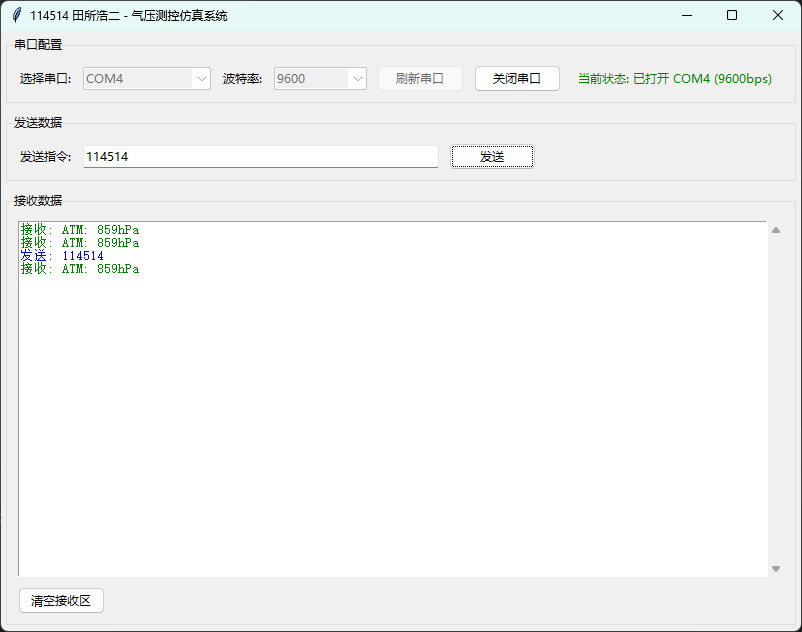 114514 田所浩二 - 气压测控仿真系统
串口配置
选择串口: COM4 波特率: 9600 刷新串口 关闭串口 当前状态: 已打开 COM4 (9600bps)
发送数据
发送指令: 114514 发送
接收数据
接收: ATM: 859hPa
接收: ATM: 859hPa
发送: 114514
接收: ATM: 859hPa
清空接收区